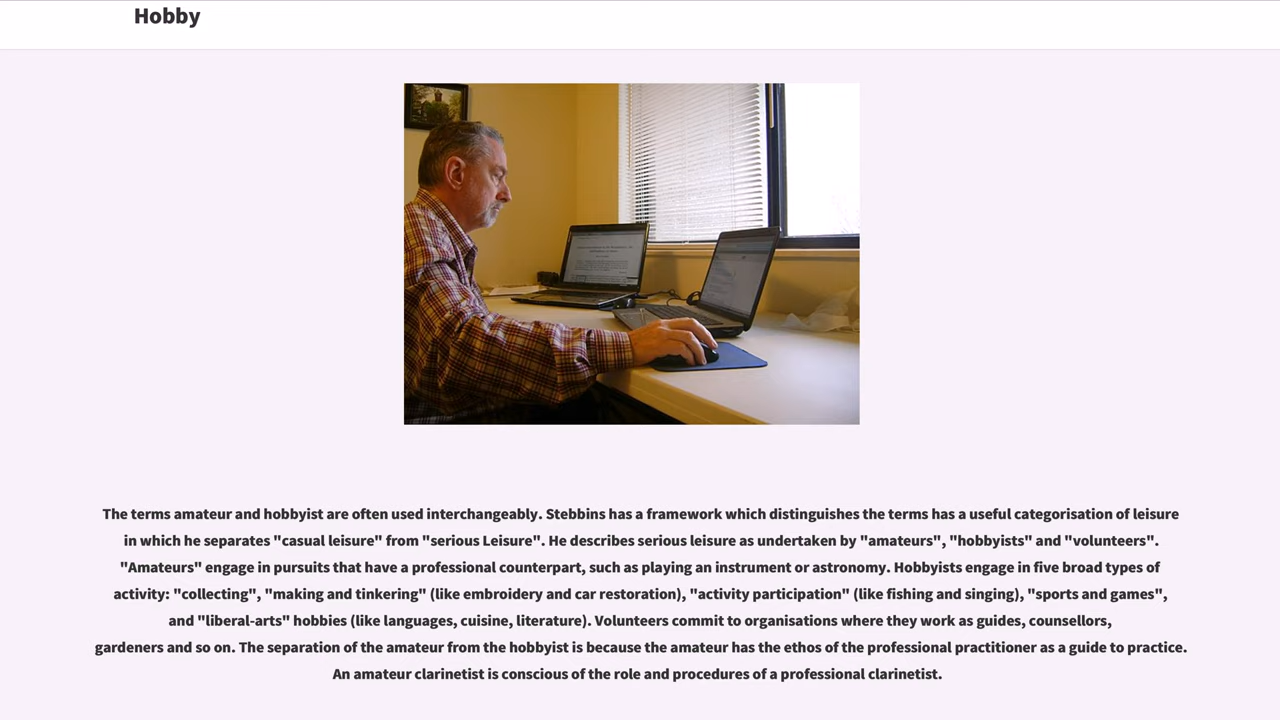 Hobby
The terms amateur and hobbyist are often used interchangeably. Stebbins has a framework which distinguishes the terms has a useful categorisation of leisure
in which he separates "casual leisure" from "serious Leisure". He describes serious leisure as undertaken by "amateurs", "hobbyists" and "volunteers".
"Amateurs" engage in pursuits that have a professional counterpart, such as playing an instrument or astronomy. Hobbyists engage in five broad types of
activity: "collecting", "making and tinkering" (like embroidery and car restoration), "activity participation" (like fishing and singing), "sports and games",
and "liberal-arts" hobbies (like languages, cuisine, literature). Volunteers commit to organisations where they work as guides, counsellors,
gardeners and so on. The separation of the amateur from the hobbyist is because the amateur has the ethos of the professional practitioner as a guide to practice.
An amateur clarinetist is conscious of the role and procedures of a professional clarinetist.